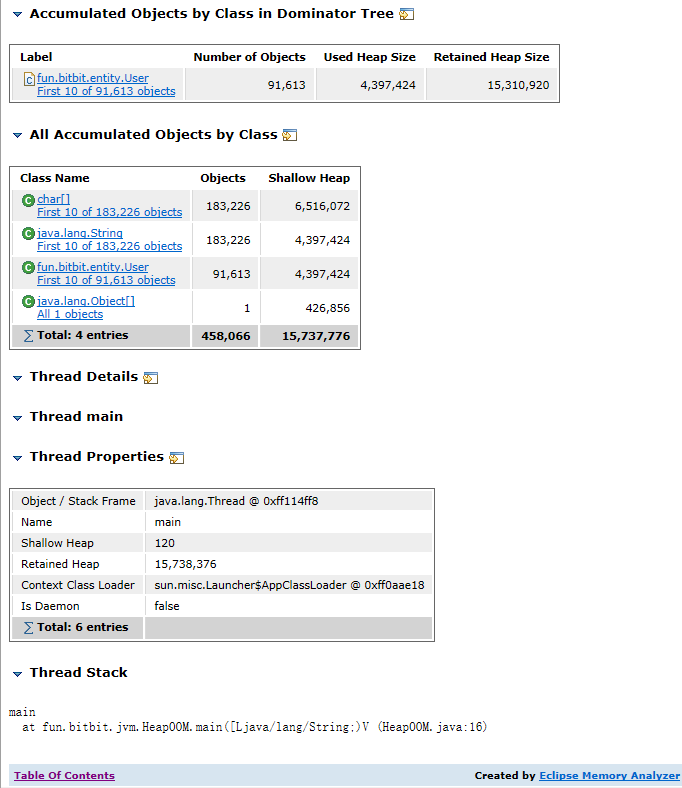 Accumulated Objects by Class in Dominator Tree
Label Number of Objects Used Heap Size Retained Heap Size
fun.bitbit.entity.User
First 10 of 91,613 objects
91,613 4,397,424 15,310,920
All Accumulated Objects by Class
Class Name Objects Shallow Heap
char[]
First 10 of 183,226 objects
183,226 6,516,072
java.lang.String
First 10 of 183,226 objects
183,226 4,397,424
fun.bitbit.entity.User
First 10 of 91,613 objects
91,613 4,397,424
java.lang.Object[]
All 1 objects
1 426,856
∑ Total: 4 entries 458,066 15,737,776
Thread Details
Thread main
Thread Properties
Object / Stack Frame java.lang.Thread @ 0xff114ff8
Name main
Shallow Heap 120
Retained Heap 15,738,376
Context Class Loader sun.misc.Launcher$AppClassLoader @ 0xff0aae18
Is Daemon false
∑ Total: 6 entries
Thread Stack
main
at fun.bitbit.jvm.HeapOOM.main([Ljava/lang/String;)V (HeapOOM.java:16)
Table Of Contents Created by Eclipse Memory Analyzer